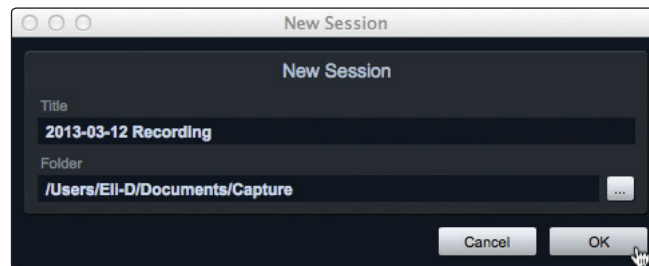 New Session
New Session
Title
2013-03-12 Recording
Folder
/Users/Eli-D/Documents/Capture
...
Cancel
OK